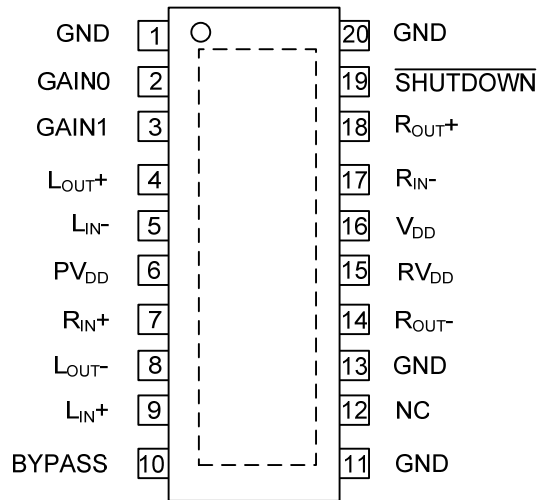 GND 1 20 GND
GAIN0 2 19 SHUTDOWN
GAIN1 3 18 ROUT+
LOUT+ 4 17 RIN-
LIN- 5 16 VDD
PVDD 6 15 RVDD
RIN+ 7 14 ROUT-
LOUT- 8 13 GND
LIN+ 9 12 NC
BYPASS 10 11 GND